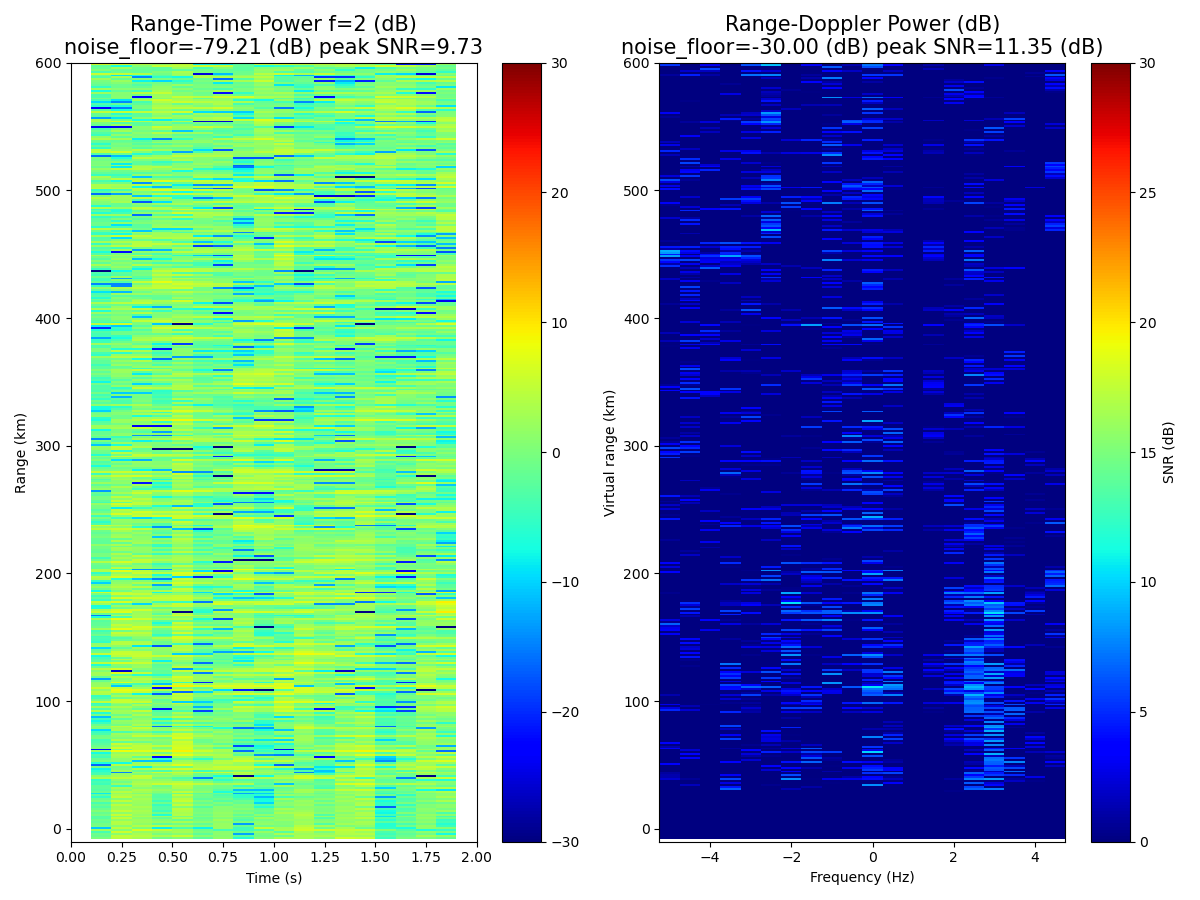 Range-Time Power f=2 (dB)
noise_floor=-79.21 (dB) peak SNR=9.73
600
500
400
300
200
100
0
Range (km)
0.00 0.25 0.50 0.75 1.00 1.25 1.50 1.75 2.00
Time (s)
30
20
10
0
−10
−20
−30
Range-Doppler Power (dB)
noise_floor=-30.00 (dB) peak SNR=11.35 (dB)
600
500
400
300
200
100
0
Virtual range (km)
−4 −2 0 2 4
Frequency (Hz)
30
25
20
15
10
5
0
SNR (dB)